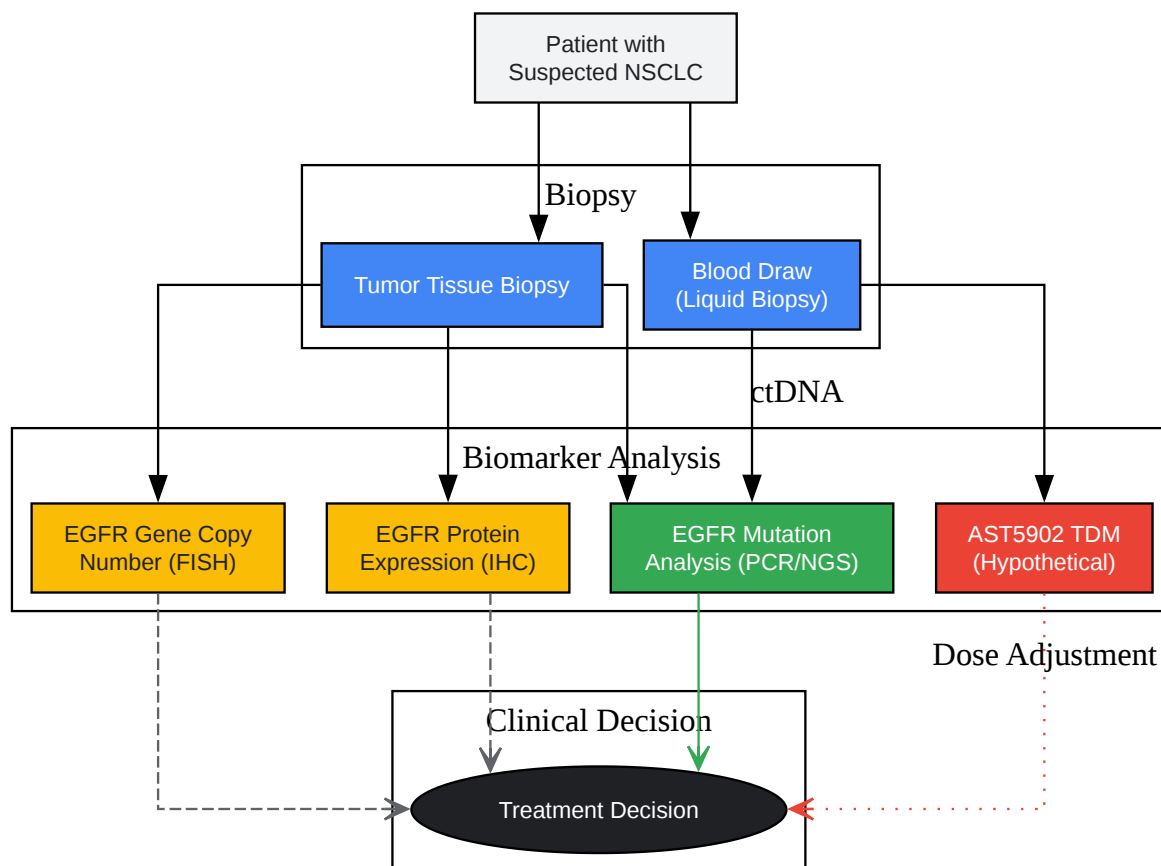 Patient with
Suspected NSCLC
Biopsy
Tumor Tissue Biopsy
Blood Draw
(Liquid Biopsy)
ctDNA
Biomarker Analysis
EGFR Gene Copy
Number (FISH)
EGFR Protein
Expression (IHC)
EGFR Mutation
Analysis (PCR/NGS)
AST5902 TDM
(Hypothetical)
Dose Adjustment
Clinical Decision
Treatment Decision